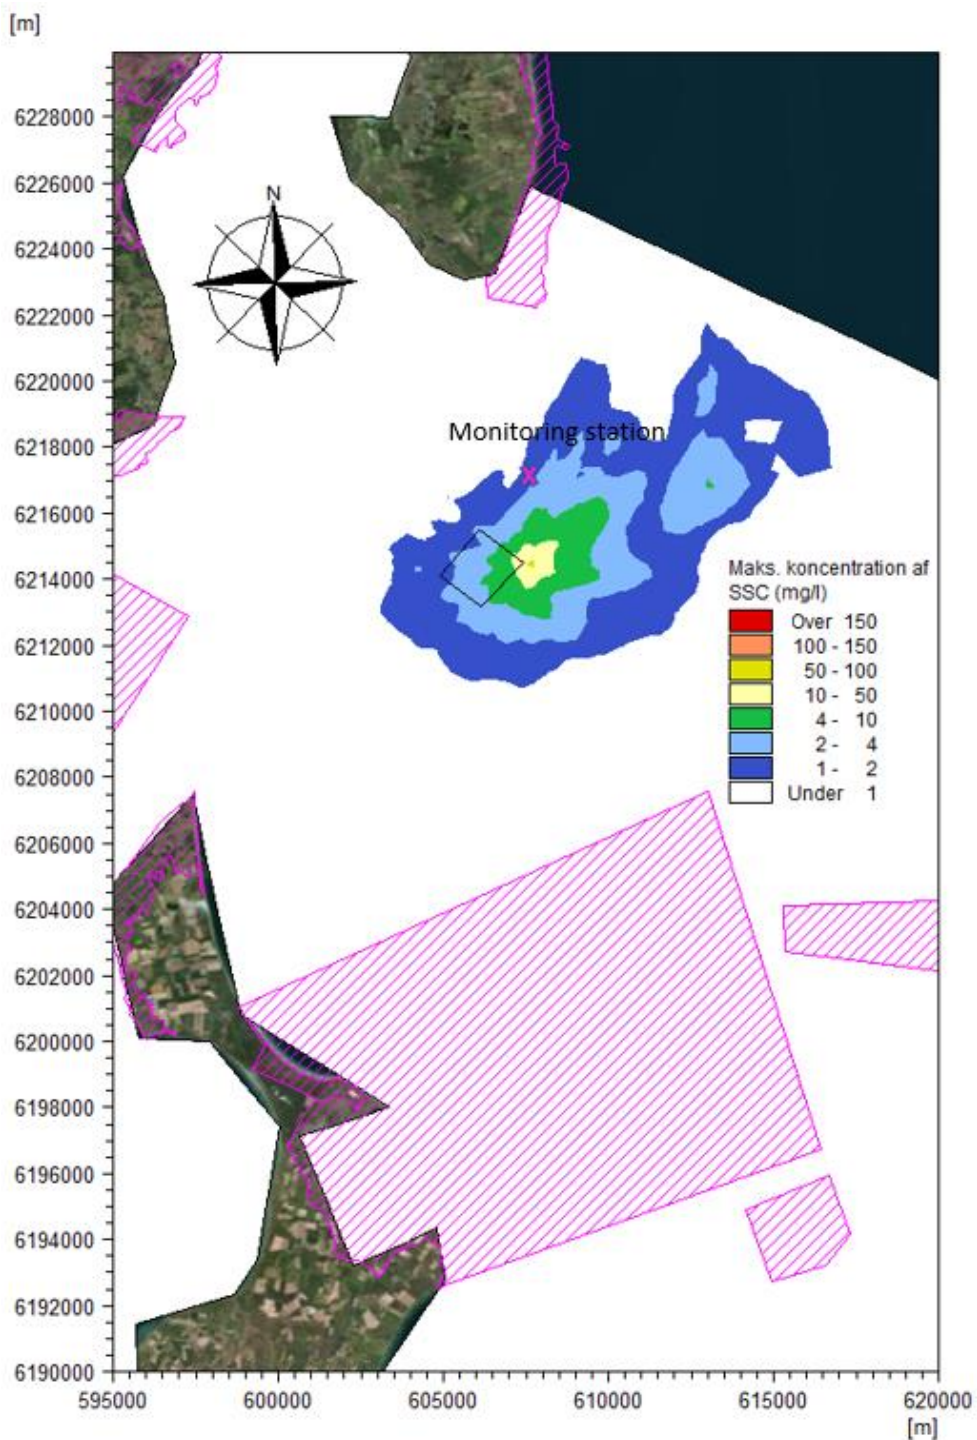 [m]
6228000
6226000
6224000
6222000
6220000
6218000
6216000
6214000
6212000
6210000
6208000
6206000
6204000
6202000
6200000
6198000
6196000
6194000
6192000
6190000
N
Monitoring station
X
Maks. koncentration af
SSC (mg/l)
Over 150
100 - 150
50 - 100
10 - 50
4 - 10
2 - 4
1 - 2
Under 1
595000 600000 605000 610000 615000 620000
[m]